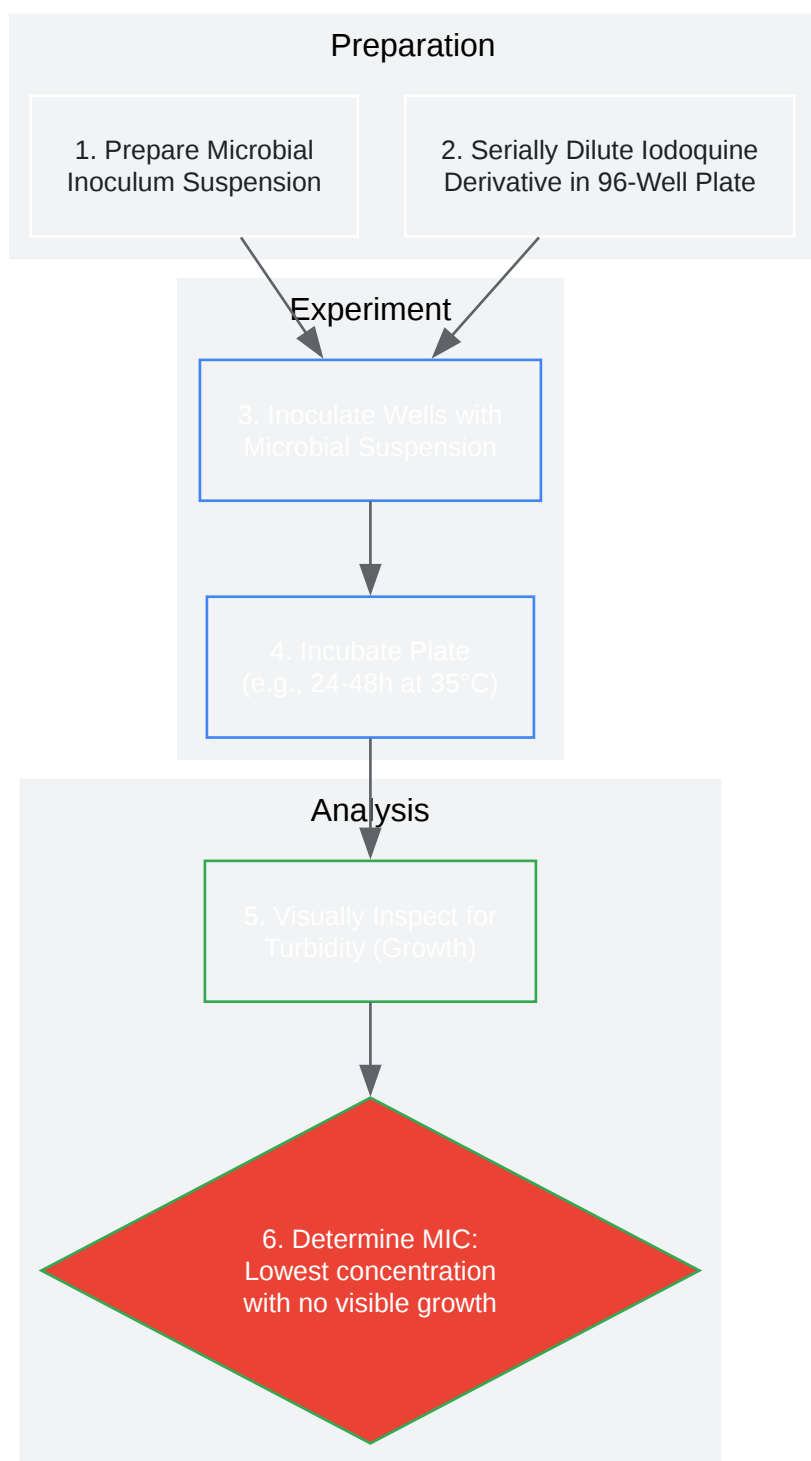 Preparation
1. Prepare Microbial
Inoculum Suspension
2. Serially Dilute Iodoquine
Derivative in 96-Well Plate
Experiment
3. Inoculate Wells with
Microbial Suspension
4. Incubate Plate
(e.g., 24-48h at 35°C)
Analysis
5. Visually Inspect for
Turbidity (Growth)
6. Determine MIC:
Lowest concentration
with no visible growth